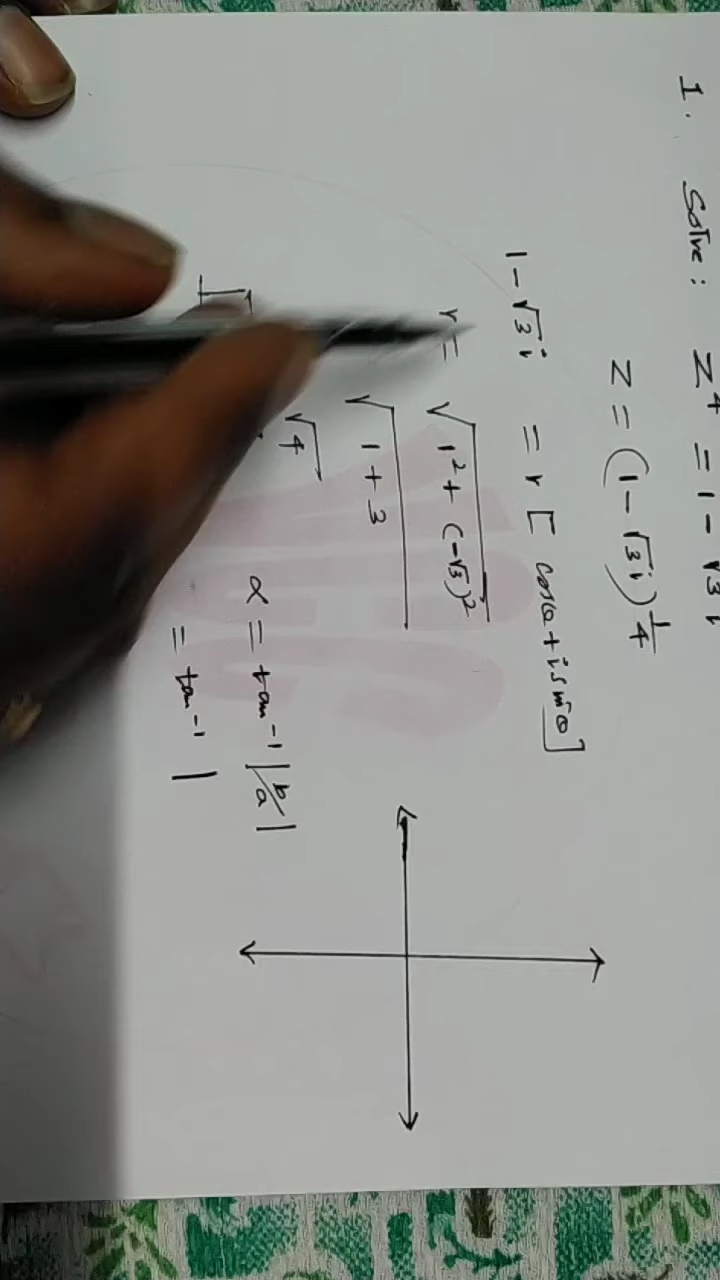 1. Solve : z⁴ = 1 - √3 i
z = (1 - √3 i)^1/4
1 - √3 i = r [ cosθ + i sinθ ]
r = √1² + (-√3)²
√1 + 3
√4
α = tan⁻¹ |b/a|
= tan⁻¹ |